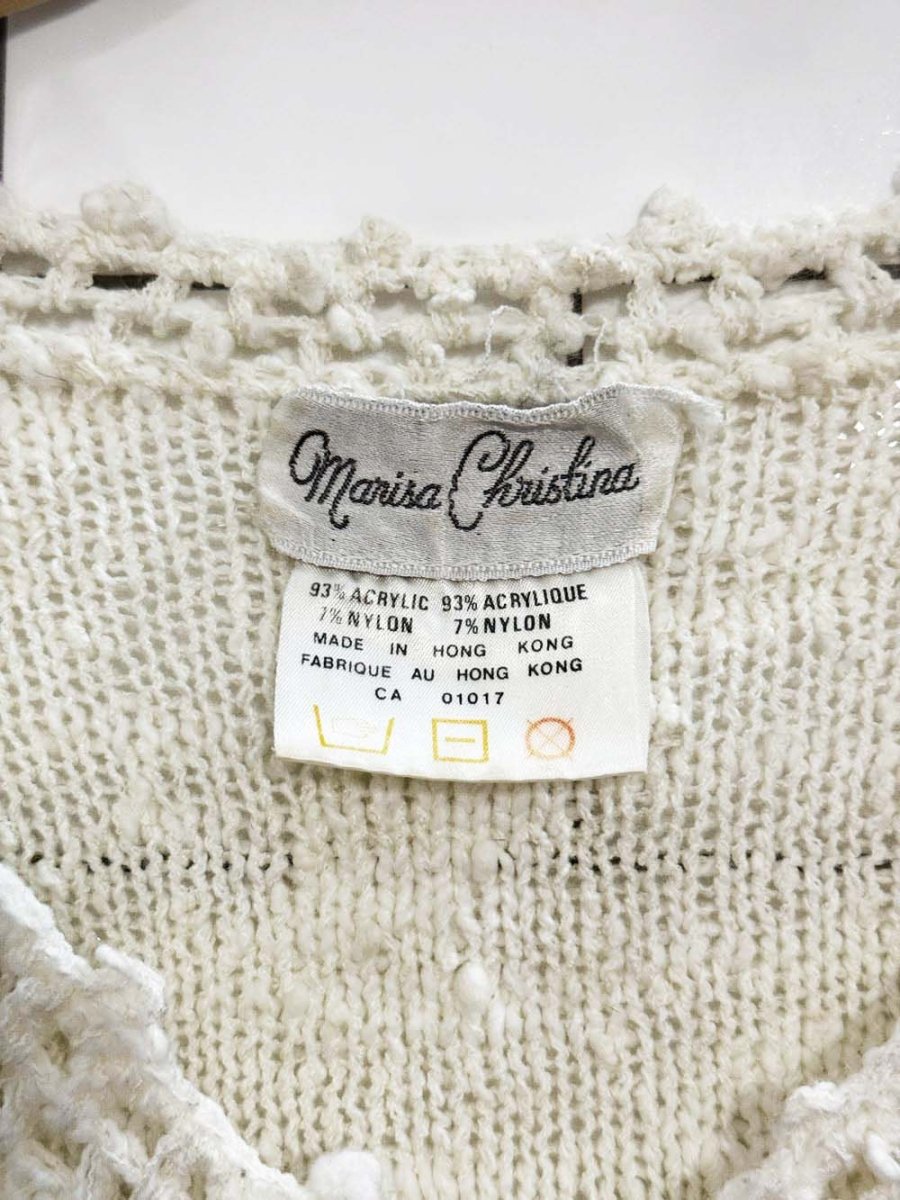 Marisa Christina
93% ACRYLIC 93% ACRYLIQUE
7% NYLON 7% NYLON
MADE IN HONG KONG
FABRIQUE AU HONG KONG
CA 01017